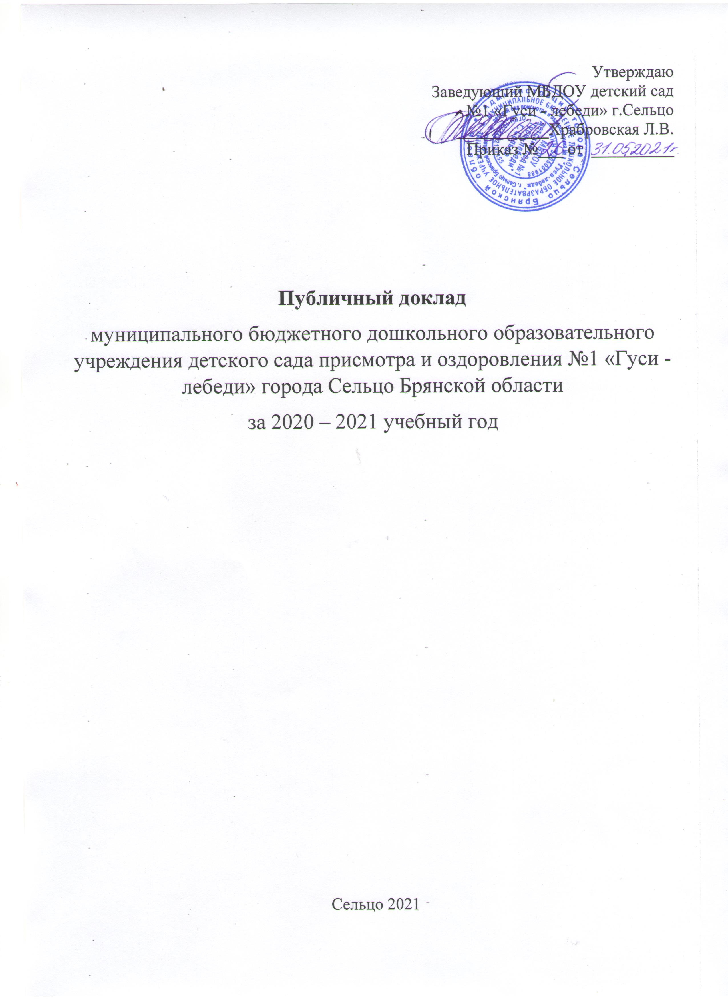 Утверждаю
Заведующий МБДОУ детский сад
№1 «Гуси - лебеди» г.Сельцо
Храбровская Л.В.
Приказ № 26 от 31.05.2021г.
Публичный доклад
муниципального бюджетного дошкольного образовательного
учреждения детского сада присмотра и оздоровления №1 «Гуси -
лебеди» города Сельцо Брянской области
за 2020 – 2021 учебный год
Сельцо 2021